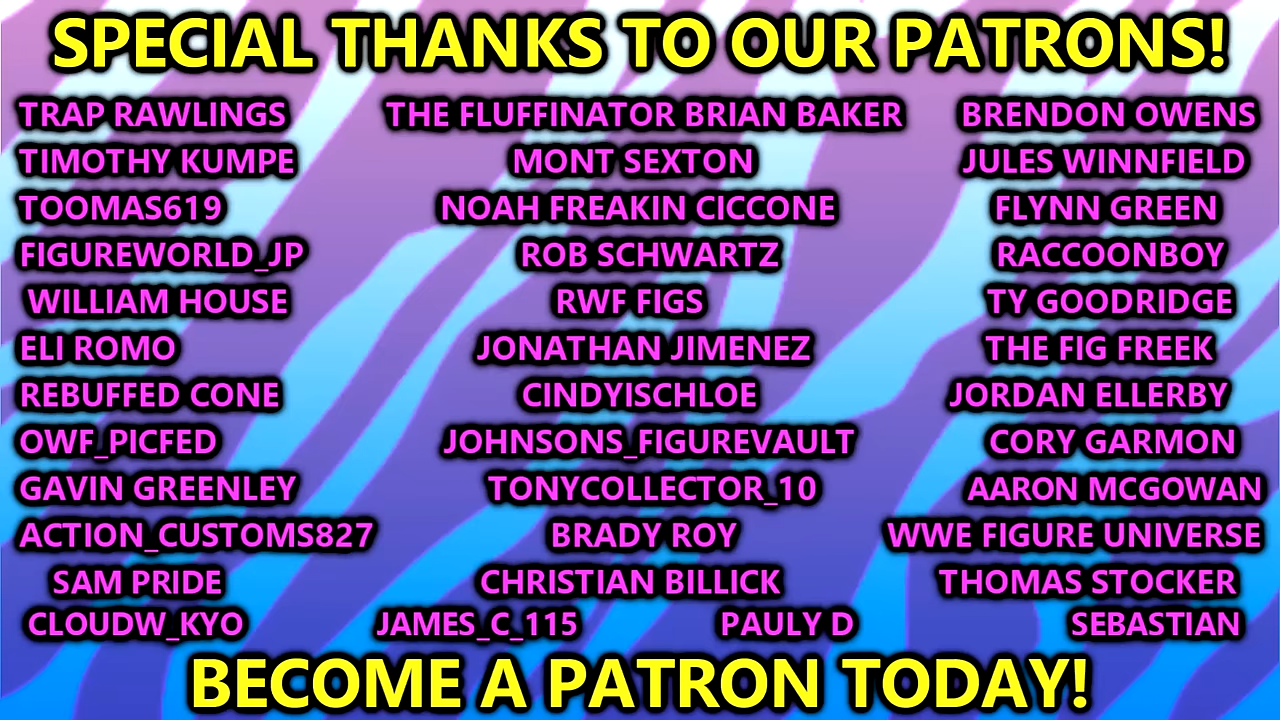 SPECIAL THANKS TO OUR PATRONS!
TRAP RAWLINGS THE FLUFFINATOR BRIAN BAKER BRENDON OWENS
TIMOTHY KUMPE MONT SEXTON JULES WINNFIELD
TOOMAS619 NOAH FREAKIN CICCONE FLYNN GREEN
FIGUREWORLD_JP ROB SCHWARTZ RACCOONBOY
WILLIAM HOUSE RWF FIGS TY GOODRIDGE
ELI ROMO JONATHAN JIMENEZ THE FIG FREEK
REBUFFED CONE CINDYISCHLOE JORDAN ELLERBY
OWF_PICFED JOHNSONS_FIGUREVAULT CORY GARMON
GAVIN GREENLEY TONYCOLLECTOR_10 AARON MCGOWAN
ACTION_CUSTOMS827 BRADY ROY WWE FIGURE UNIVERSE
SAM PRIDE CHRISTIAN BILLICK THOMAS STOCKER
CLOUDW_KYO JAMES_C_115 PAULY D SEBASTIAN
BECOME A PATRON TODAY!